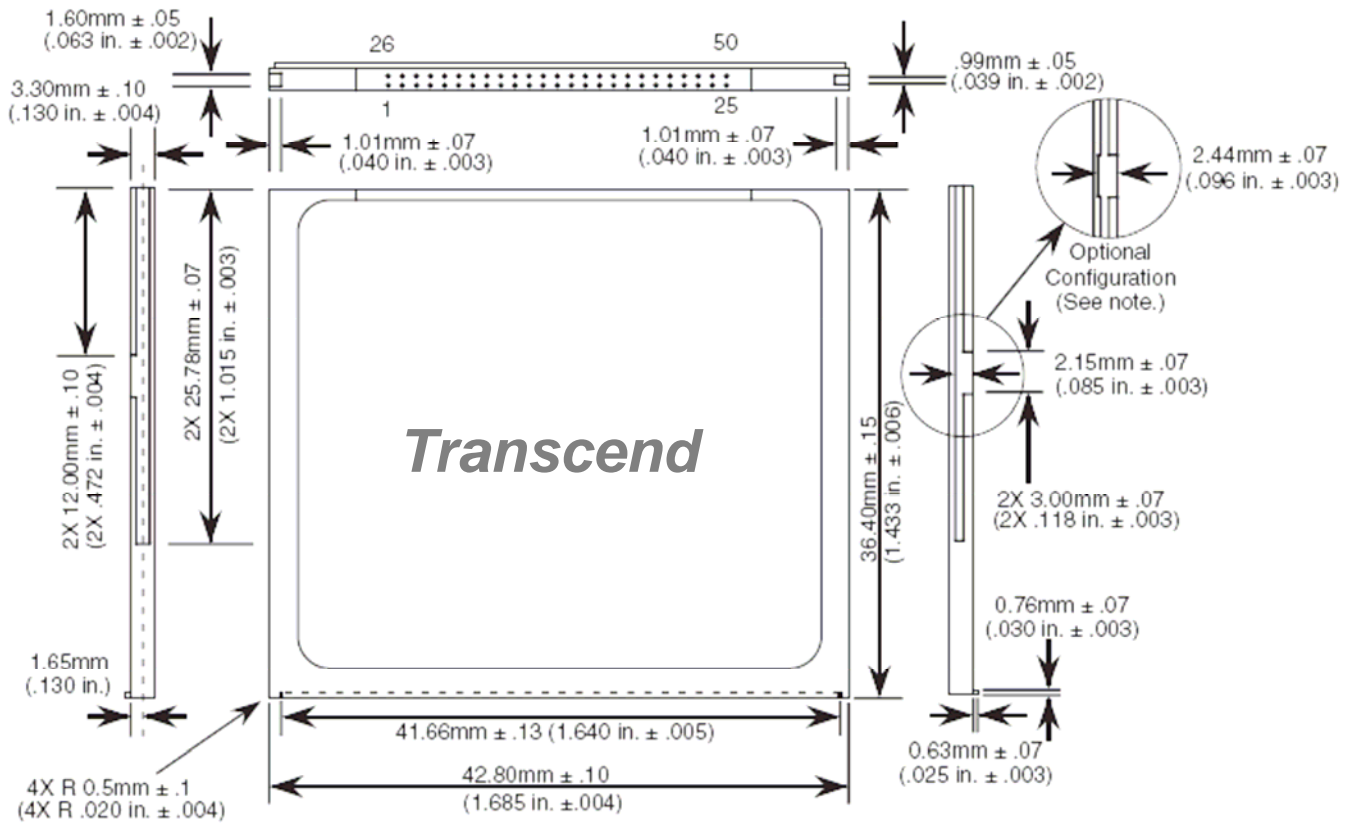 1.60mm ± .05
(.063 in. ± .002)
26
50
.99mm ± .05
(.039 in. ± .002)
3.30mm ± .10
(.130 in. ± .004)
1
25
1.01mm ± .07
(.040 in. ± .003)
1.01mm ± .07
(.040 in. ± .003)
2.44mm ± .07
(.096 in. ± .003)
Optional
Configuration
(See note.)
2X 12.00mm ± .10
(2X .472 in. ± .004)
2X 25.78mm ± .07
(2X 1.015 in. ± .003)
Transcend
36.40mm ± .15
(1.433 in. ± .006)
2.15mm ± .07
(.085 in. ± .003)
2X 3.00mm ± .07
(2X .118 in. ± .003)
0.76mm ± .07
(.030 in. ± .003)
1.65mm
(.130 in.)
41.66mm ± .13 (1.640 in. ± .005)
0.63mm ± .07
(.025 in. ± .003)
42.80mm ± .10
(1.685 in. ±.004)
4X R 0.5mm ± .1
(4X R .020 in. ± .004)